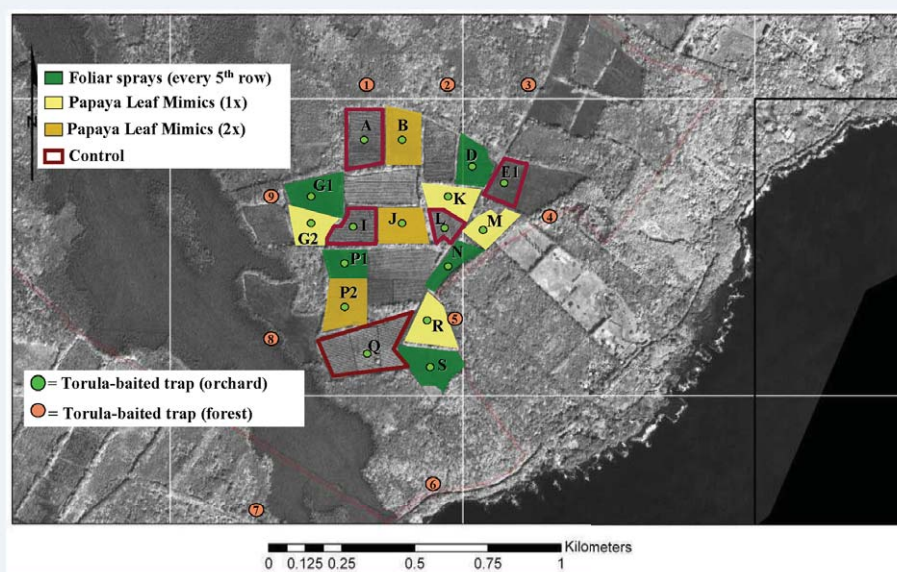 Foliar sprays (every 5th row)
Papaya Leaf Mimics (1x)
Papaya Leaf Mimics (2x)
Control
N
1
2
3
A
B
D
E1
G1
9
K
4
G2
I
J
L
M
P1
N
P2
R
5
8
Q
S
= Torula-baited trap (orchard)
= Torula-baited trap (forest)
6
7
Kilometers
0 0.125 0.25 0.5 0.75 1